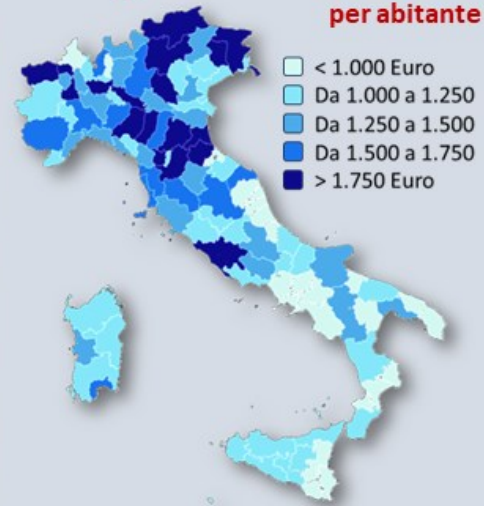 per abitante
< 1.000 Euro
Da 1.000 a 1.250
Da 1.250 a 1.500
Da 1.500 a 1.750
> 1.750 Euro